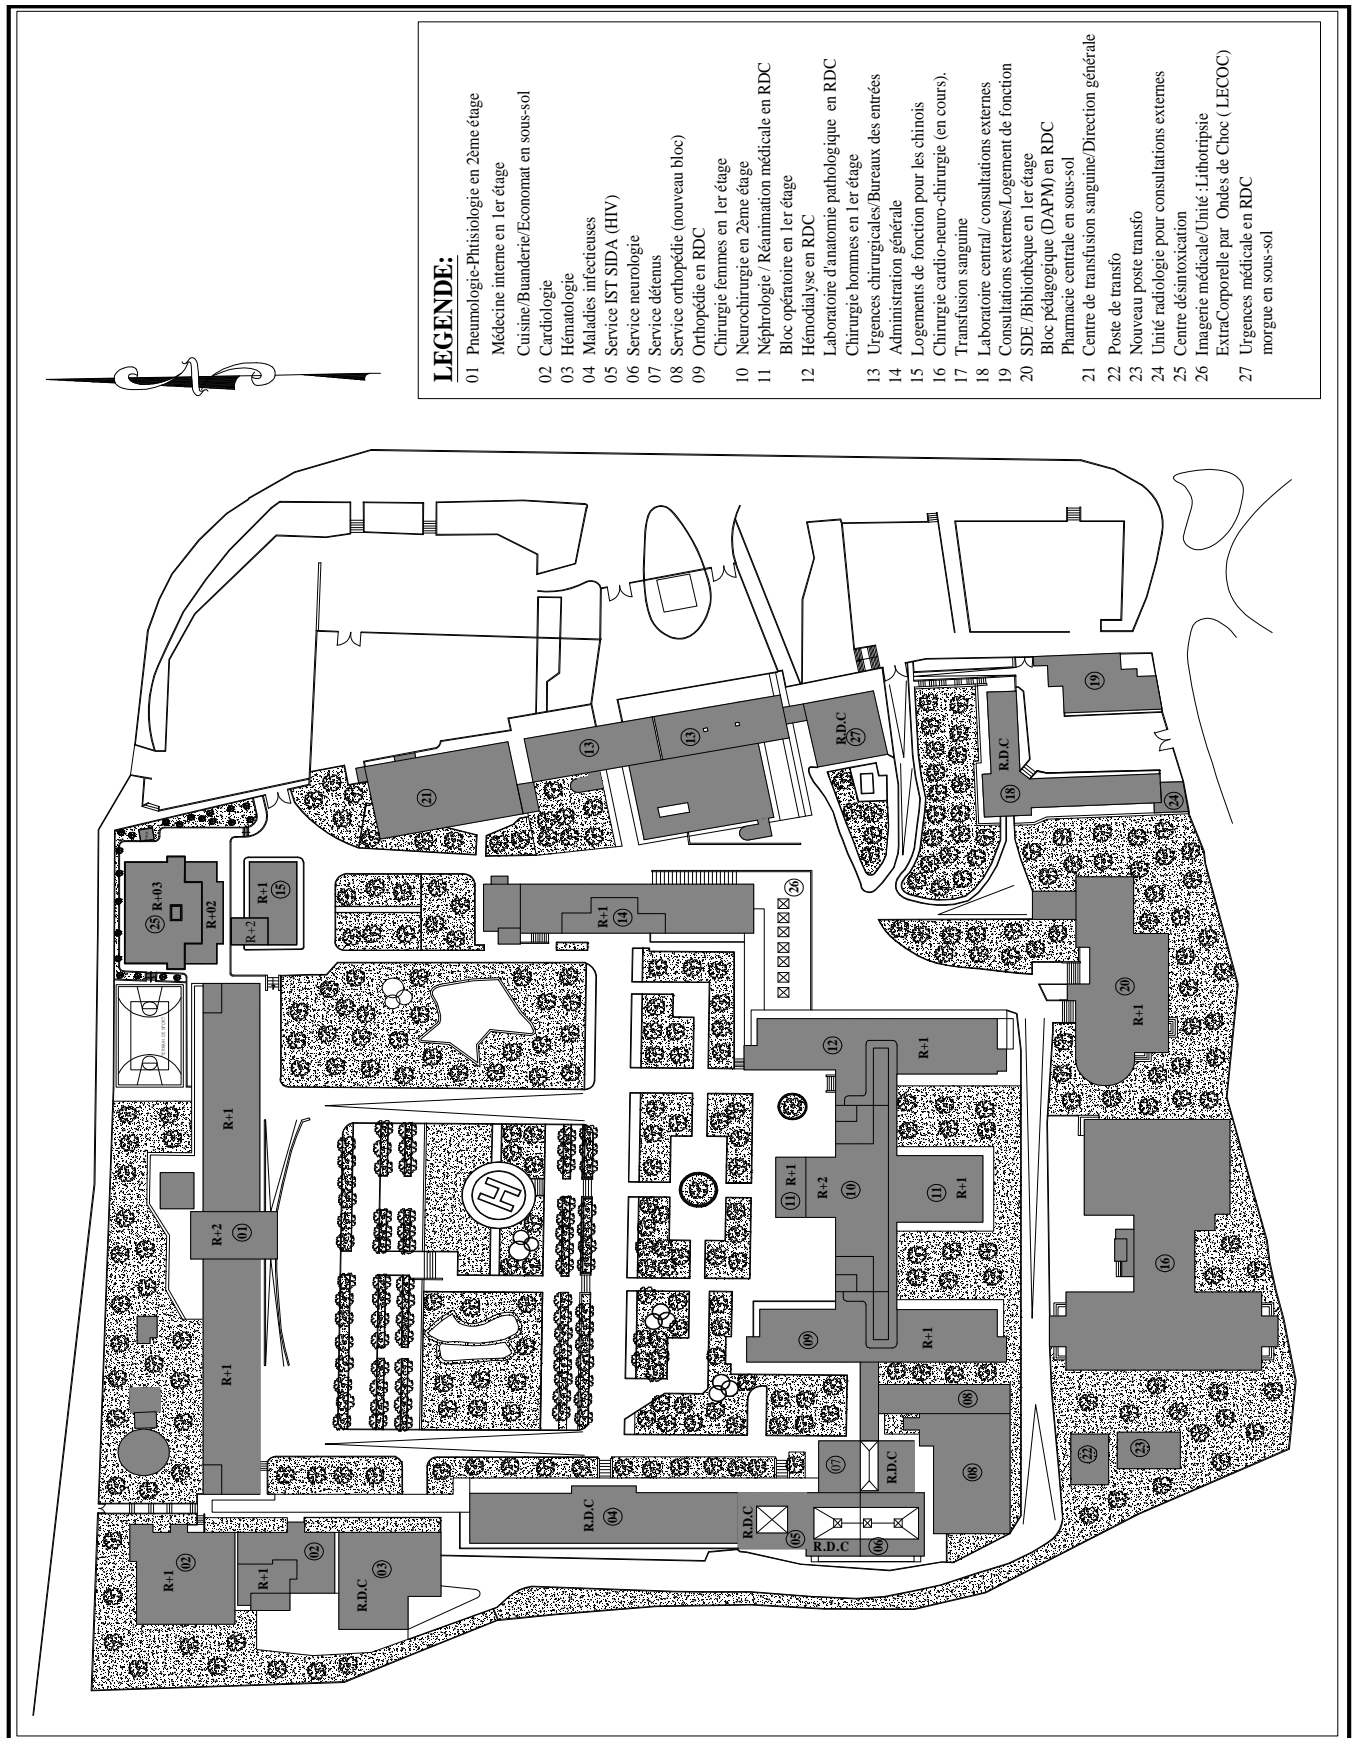 LEGENDE:
01 Pneumologie-Phtisiologie en 2ème étage
Médecine interne en 1er étage
Cuisine/Buanderie/Economat en sous-sol
02 Cardiologie
03 Hématologie
04 Maladies infectieuses
05 Service IST SIDA (HIV)
06 Service neurologie
07 Service détenus
08 Service orthopédie (nouveau bloc)
09 Orthopédie en RDC
Chirurgie femmes en 1er étage
10 Neurochirurgie en 2ème étage
11 Néphrologie / Réanimation médicale en RDC
Bloc opératoire en 1er étage
12 Hémodialyse en RDC
Laboratoire d'anatomie pathologique en RDC
Chirurgie hommes en 1er étage
13 Urgences chirurgicales/Bureaux des entrées
14 Administration générale
15 Logements de fonction pour les chinois
16 Chirurgie cardio-neuro-chirurgie (en cours).
17 Transfusion sanguine
18 Laboratoire central/ consultations externes
19 Consultations externes/Logement de fonction
20 SDE /Bibliothèque en 1er étage
Bloc pédagogique (DAPM) en RDC
Pharmacie centrale en sous-sol
21 Centre de transfusion sanguine/Direction générale
22 Poste de transfo
23 Nouveau poste transfo
24 Unité radiologie pour consultations externes
25 Centre désintoxication
26 Imagerie médicale/Unité :Lithotripsie
ExtraCorporelle par Ondes de Choc ( LECOC)
27 Urgences médicale en RDC
morgue en sous-sol
N
R+1
02
R+1
02
R.D.C
03
R+1
R+2
01
R+1
TERRAIN DE SPORT
25
R+03
R+02
R+2
R+1
15
R.D.C
04
R.D.C
05
R.D.C
06
07
R.D.C
08
08
09
R+1
11
R+1
R+2
10
11
R+1
12
R+1
H
R+1
14
26
21
13
13
R.D.C
27
R.D.C
18
19
24
20
R+1
16
22
23